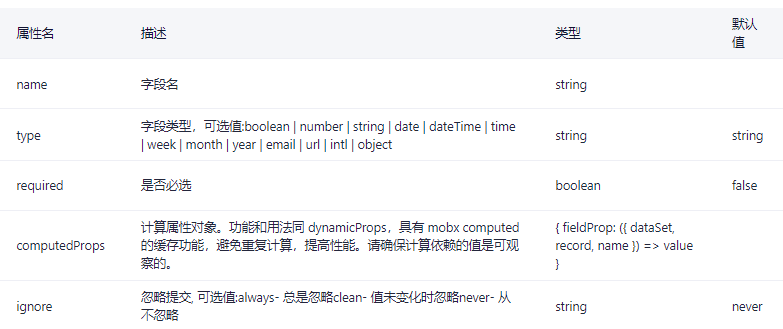 属性名 描述 类型 默认
值
name 字段名 string
type 字段类型，可选值:boolean | number | string | date | dateTime | time
| week | month | year | email | url | intl | object string string
required 是否必选 boolean false
computedProps 计算属性对象。功能和用法同 dynamicProps，具有 mobx computed
的缓存功能，避免重复计算，提高性能。请确保计算依赖的值是可观
察的。 { fieldProp: ({ dataSet,
record, name }) => value
}
ignore 忽略提交, 可选值:always- 总是忽略clean- 值未变化时忽略never- 从
不忽略 string never